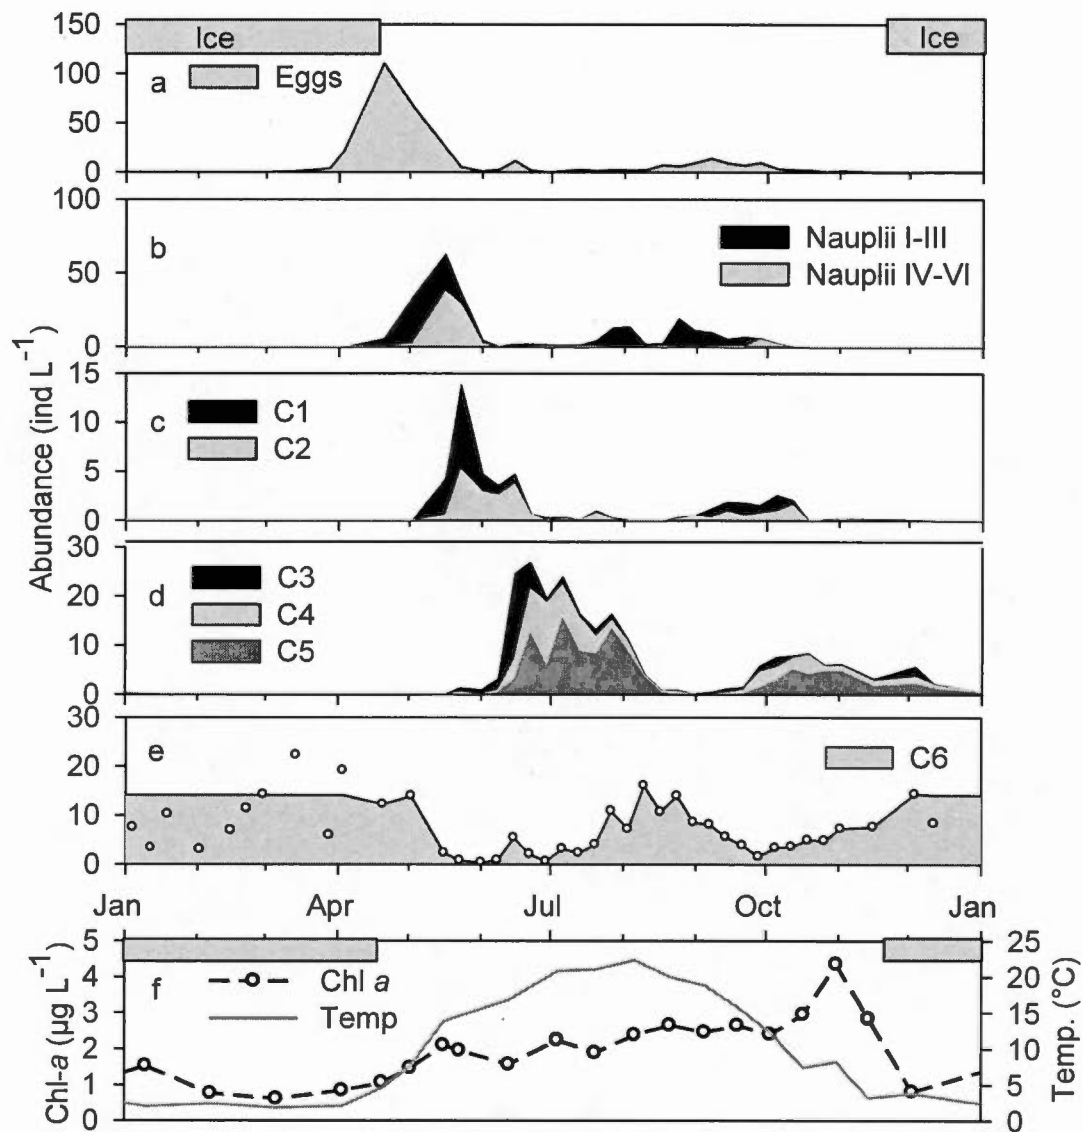 150
Ice
Ice
100
a
Eggs
50
0
100
b
Nauplii I-III
Nauplii IV-VI
50
0
15
C1
c
10
C2
5
0
30
C3
d
20
C4
10
C5
0
30
e
C6
20
10
0
Abundance (ind L⁻¹)
Jan
Apr
Jul
Oct
Jan
5
25
f
Chl a
4
20
Temp
3
15
2
10
1
5
0
0
Chl-a (µg L⁻¹)
Temp. (°C)